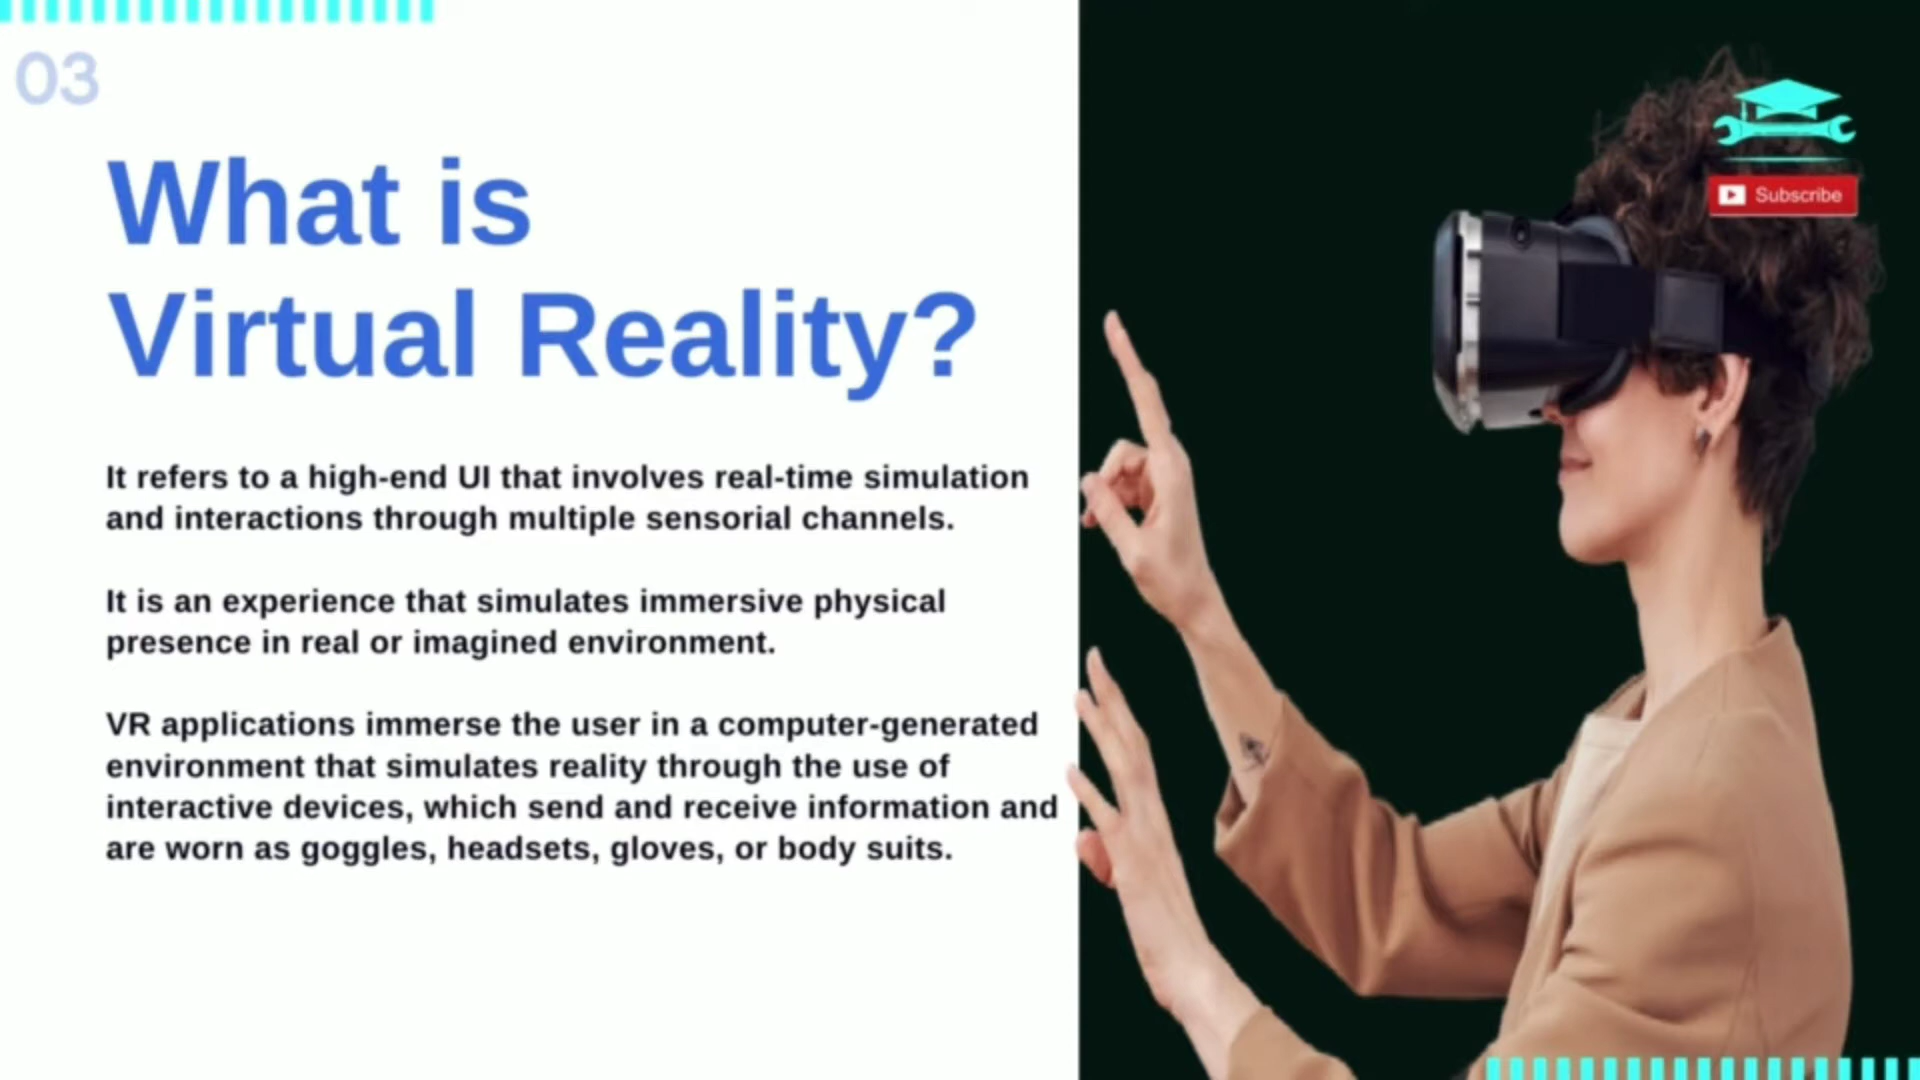 03
What is
Virtual Reality?
It refers to a high-end UI that involves real-time simulation
and interactions through multiple sensorial channels.
It is an experience that simulates immersive physical
presence in real or imagined environment.
VR applications immerse the user in a computer-generated
environment that simulates reality through the use of
interactive devices, which send and receive information and
are worn as goggles, headsets, gloves, or body suits.
Subscribe